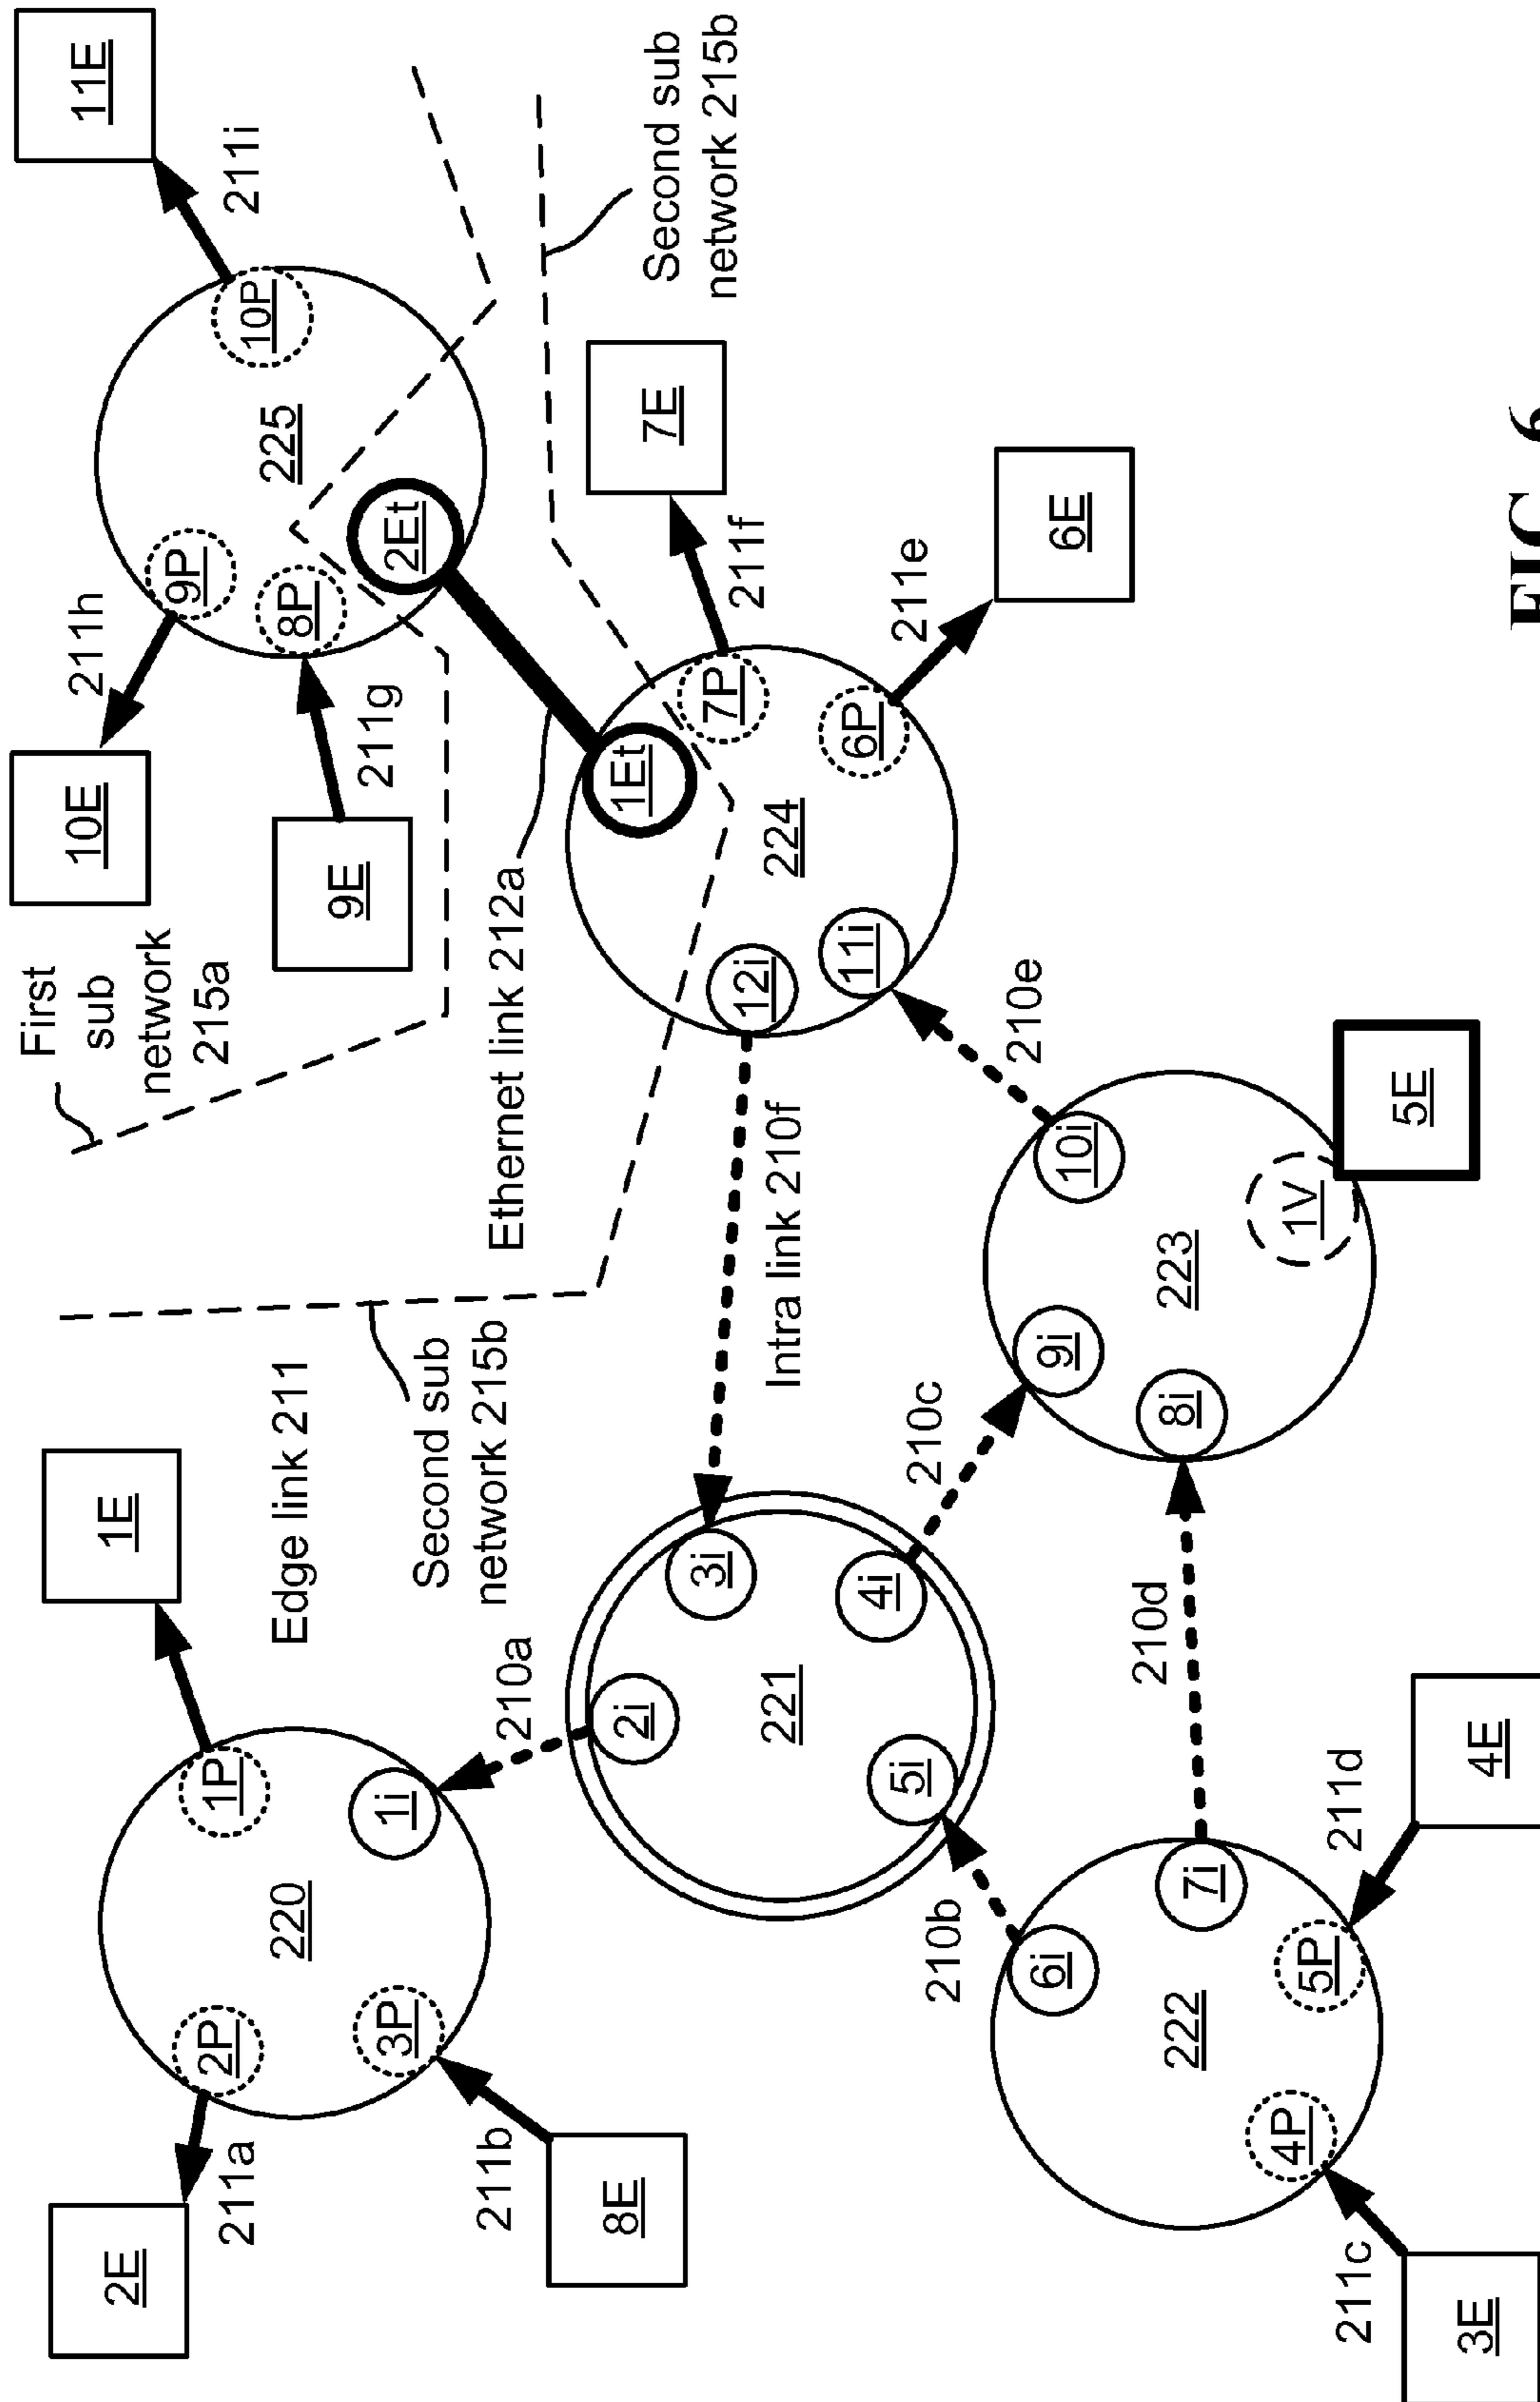 2E
211a
2P
220
1P
1E
Edge link 211
8E
211b
3P
1i
210a
Second sub
network 215b
First
sub
network
215a
10E
211h
9P
9E
211g
8P
225
10P
2Et
11E
211i
Ethernet link 212a
Second sub
network 215b
2i
3i
221
5i
4i
Intra link 210f
1Et
12i
224
11i
7P
6P
7E
211f
6E
211e
210b
210c
210e
3E
211c
4P
222
6i
7i
5P
211d
4E
210d
8i
9i
223
10i
1V
5E
FIG. 6